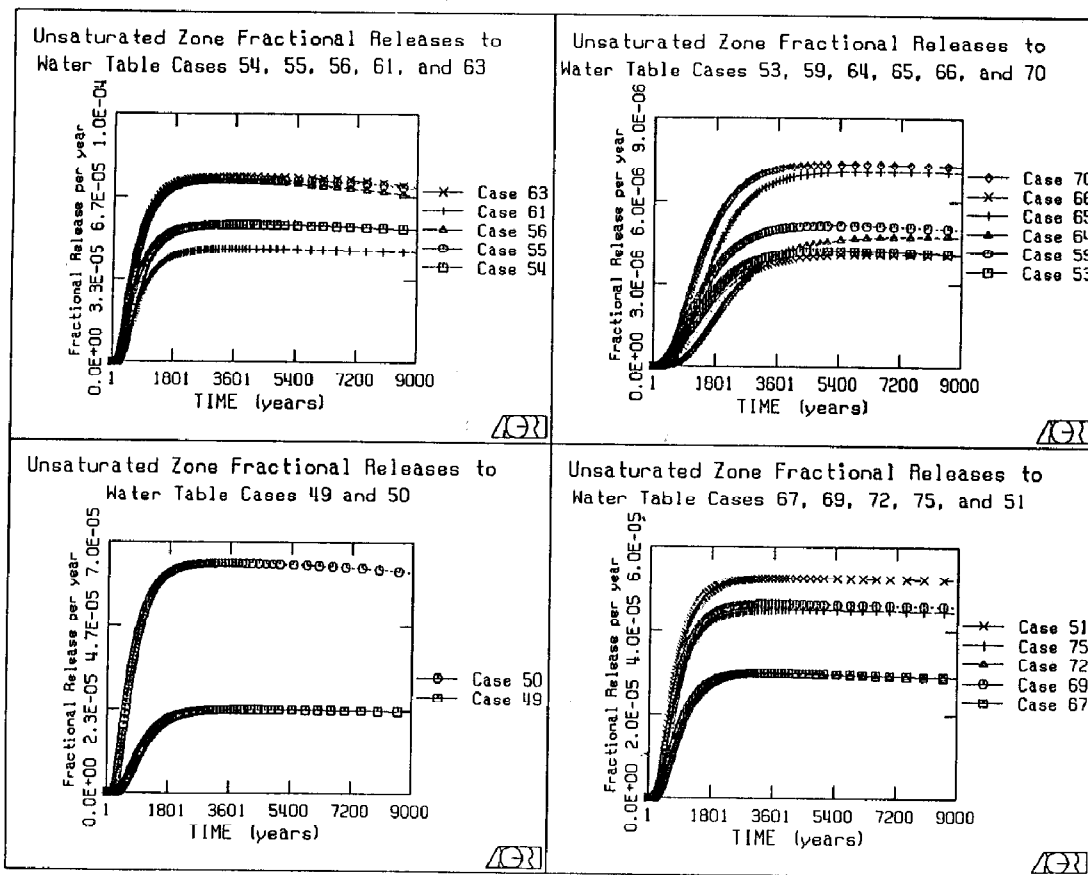 Unsaturated Zone Fractional Releases to
Water Table Cases 54, 55, 56, 61, and 63
Fractional Release per year
0.0E+00 3.3E-05 6.7E-05 1.0E-04
1 1801 3601 5400 7200 9000
TIME (years)
Case 63
Case 61
Case 56
Case 55
Case 54
Unsaturated Zone Fractional Releases to
Water Table Cases 53, 59, 64, 65, 66, and 70
Fractional Release per year
0.0E+00 3.0E-06 6.0E-06 9.0E-06
1 1801 3601 5400 7200 9000
TIME (years)
Case 70
Case 66
Case 65
Case 64
Case 59
Case 53
Unsaturated Zone Fractional Releases to
Water Table Cases 49 and 50
Fractional Release per year
0.0E+00 2.3E-05 4.7E-05 7.0E-05
1 1801 3601 5400 7200 9000
TIME (years)
Case 50
Case 49
Unsaturated Zone Fractional Releases to
Water Table Cases 67, 69, 72, 75, and 51
Fractional Release per year
0.0E+00 2.0E-05 4.0E-05 6.0E-05
1 1801 3601 5400 7200 9000
TIME (years)
Case 51
Case 75
Case 72
Case 69
Case 67